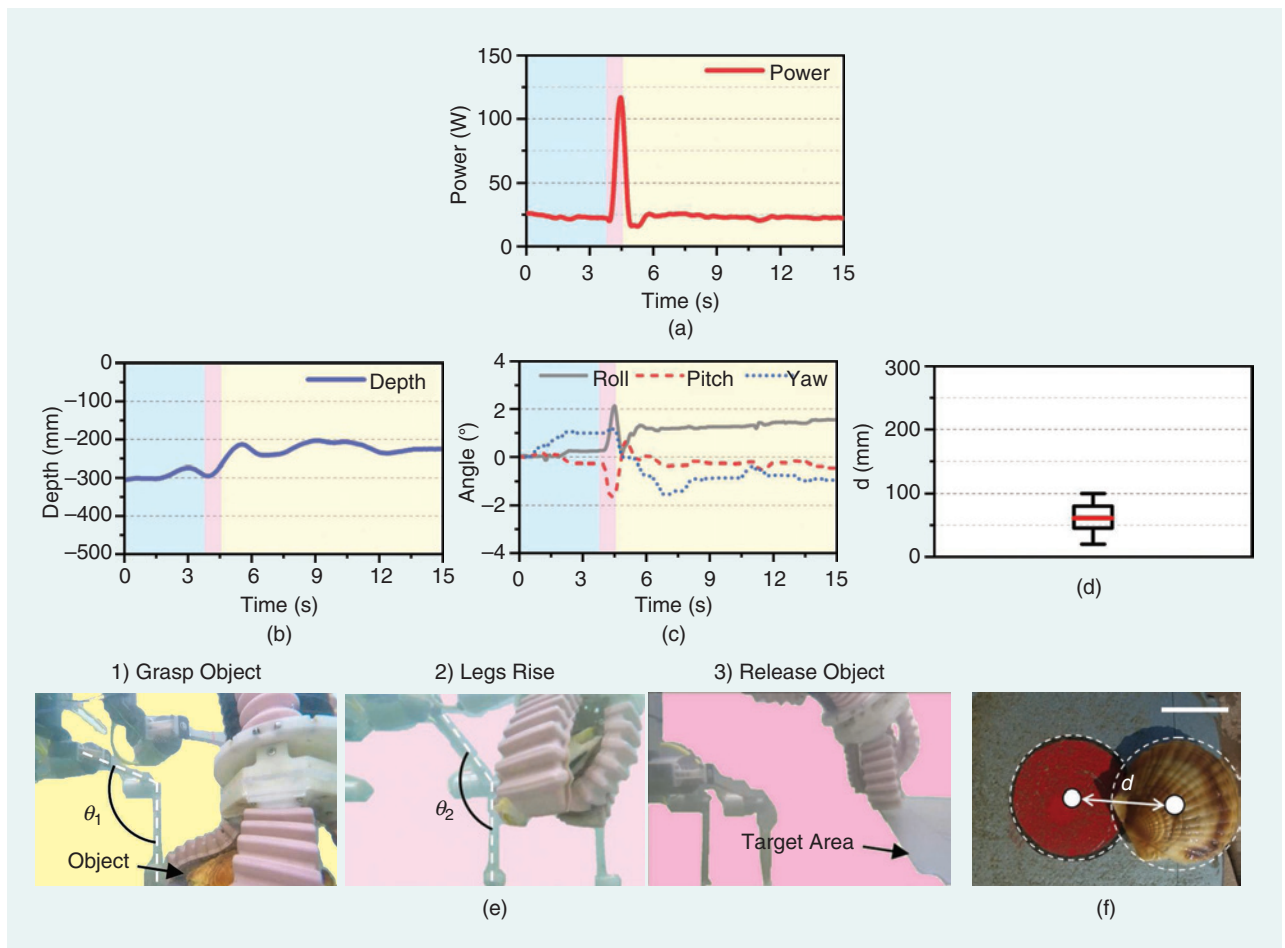 150
100
50
0
Power (W)
Power
0 3 6 9 12 15
Time (s)
(a)
0
–100
–200
–300
–400
–500
Depth (mm)
Depth
0 3 6 9 12 15
Time (s)
(b)
4
2
0
–2
–4
Angle (°)
Roll Pitch Yaw
0 3 6 9 12 15
Time (s)
(c)
300
200
100
0
d (mm)
(d)
1) Grasp Object
2) Legs Rise
3) Release Object
θ1
Object
θ2
Target Area
(e)
d
(f)